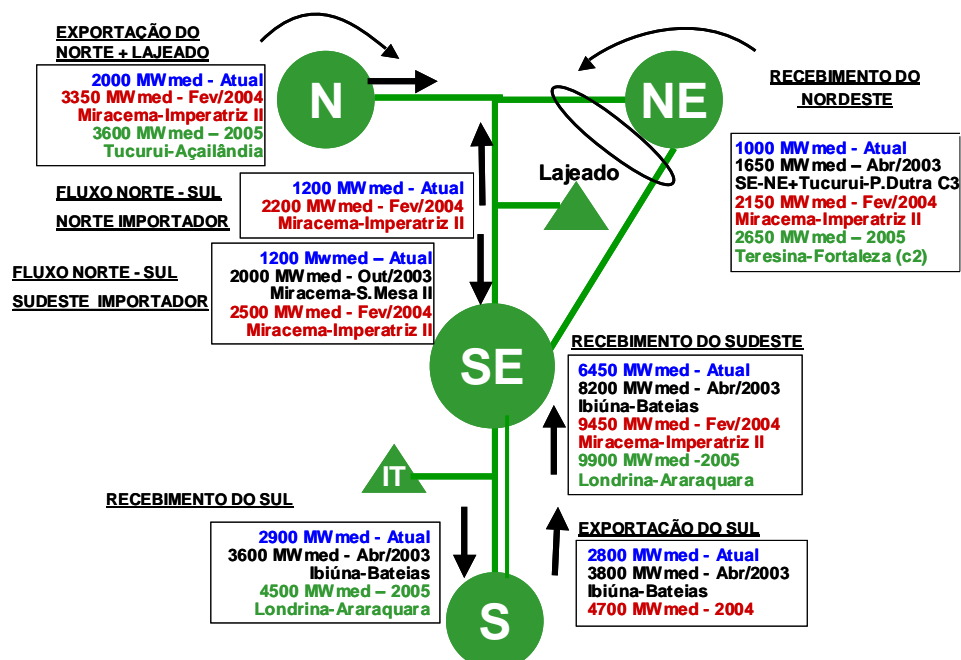 EXPORTAÇÃO DO
NORTE + LAJEADO
2000 MWmed - Atual
3350 MWmed - Fev/2004
Miracema-Imperatriz II
3600 MWmed – 2005
Tucurui-Açailândia
N
NE
RECEBIMENTO DO
NORDESTE
1000 MWmed - Atual
1650 MWmed – Abr/2003
SE-NE+Tucurui-P.Dutra C3
2150 MWmed – Fev/2004
Miracema-Imperatriz II
2650 MWmed – 2005
Teresina-Fortaleza (c2)
Lajeado
FLUXO NORTE - SUL
NORTE IMPORTADOR
1200 MWmed - Atual
2200 MWmed - Fev/2004
Miracema-Imperatriz II
FLUXO NORTE - SUL
SUDESTE IMPORTADOR
1200 Mwmed – Atual
2000 MWmed - Out/2003
Miracema-S.Mesa II
2500 MWmed - Fev/2004
Miracema-Imperatriz II
SE
RECEBIMENTO DO SUDESTE
6450 MWmed - Atual
8200 MWmed - Abr/2003
Ibiúna-Bateias
9450 MWmed – Fev/2004
Miracema-Imperatriz II
9900 MWmed -2005
Londrina-Araraquara
IT
RECEBIMENTO DO SUL
2900 MWmed - Atual
3600 MWmed - Abr/2003
Ibiúna-Bateias
4500 MWmed – 2005
Londrina-Araraquara
EXPORTAÇÃO DO SUL
2800 MWmed - Atual
3800 MWmed - Abr/2003
Ibiúna-Bateias
4700 MWmed - 2004
S